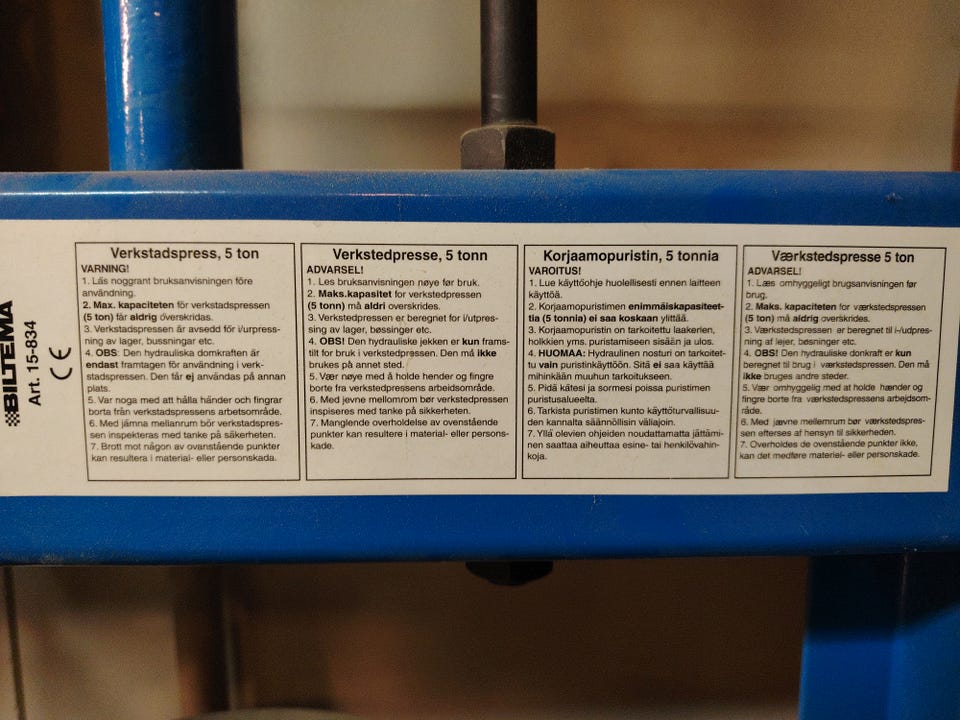 BILTEMA
Art. 15-834
CE
Verkstadspress, 5 ton
VARNING!
1. Läs noggrant bruksanvisningen före
användning.
2. Max. kapaciteten för verkstadspressen
(5 ton) får aldrig överskridas.
3. Verkstadspressen är avsedd för i/urpress-
ning av lager, bussningar etc.
4. OBS: Den hydrauliska domkraften är
endast framtagen för användning i verk-
stadspressen. Den får ej användas på annan
plats.
5. Var noga med att hålla händer och fingrar
borta från verkstadspressens arbetsområde.
6. Med jämna mellanrum bör verkstadspres-
sen inspekteras med tanke på säkerheten.
7. Brott mot någon av ovanstående punkter
kan resultera i material- eller personskada.
Verkstedpresse, 5 tonn
ADVARSEL!
1. Les bruksanvisningen nøye før bruk.
2. Maks.kapasitet for verkstedpressen
(5 tonn) må aldri overskrides.
3. Verkstedpressen er beregnet for i/utpres-
sing av lager, bøssinger etc.
4. OBS! Den hydrauliske jekken er kun frams-
tilt for bruk i verkstedpressen. Den må ikke
brukes på annet sted.
5. Vær nøye med å holde hender og fingre
borte fra verkstedpressens arbeidsområde.
6. Med jevne mellomrom bør verkstedpressen
inspiseres med tanke på sikkerheten.
7. Manglende overholdelse av ovenstående
punkter kan resultere i material- eller persons-
kade.
Korjaamopuristin, 5 tonnia
VAROITUS!
1. Lue käyttöohje huolellisesti ennen laitteen
käyttöä.
2. Korjaamopuristimen enimmäiskapasiteet-
tia (5 tonnia) ei saa koskaan ylittää.
3. Korjaamopuristin on tarkoitettu laakerien,
holkkien yms. puristamiseen sisään ja ulos.
4. HUOMAA: Hydraulinen nosturi on tarkoitet-
tu vain puristinkäyttöön. Sitä ei saa käyttää
mihinkään muuhun tarkoitukseen.
5. Pidä kätesi ja sormesi poissa puristimen
puristusalueelta.
6. Tarkista puristimen kunto käyttöturvallisuu-
den kannalta säännöllisin väliajoin.
7. Yllä olevien ohjeiden noudattamatta jättämi-
nen saattaa aiheuttaa esine- tai henkilövahin-
koja.
Værkstedspresse 5 ton
ADVARSEL!
1. Læs omhyggeligt brugsanvisningen før
brug.
2. Maks. kapaciteten for værkstedspressen
(5 ton) må aldrig overskrides.
3. Værkstedspressen er beregnet til i-/udpres-
ning af lejer, bøsninger etc.
4. OBS! Den hydrauliske donkraft er kun
beregnet til brug i værkstedspressen. Den må
ikke bruges andre steder.
5. Vær omhyggelig med at holde hænder og
fingre borte fra værkstedspressens arbejdsom-
råde.
6. Med jævne mellemrum bør værkstedspres-
sen efterses af hensyn til sikkerheden.
7. Overholdes de ovenstående punkter ikke,
kan det medføre materiel- eller personskade.